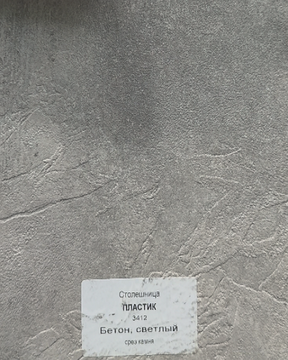 Столешница
ПЛАСТИК
3412
Бетон, светлый
срез камня